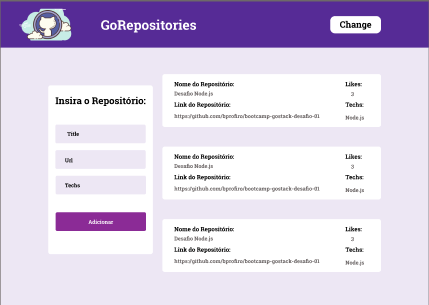 GoRepositories
Change
Insira o Repositório:
Title
Url
Techs
Adicionar
Nome do Repositório: Likes:
Desafio Node.js 3
Link do Repositório: Techs:
https://github.com/bprofiro/bootcamp-gostack-desafio-01 Node.js
Nome do Repositório: Likes:
Desafio Node.js 3
Link do Repositório: Techs:
https://github.com/bprofiro/bootcamp-gostack-desafio-01 Node.js
Nome do Repositório: Likes:
Desafio Node.js 3
Link do Repositório: Techs:
https://github.com/bprofiro/bootcamp-gostack-desafio-01 Node.js